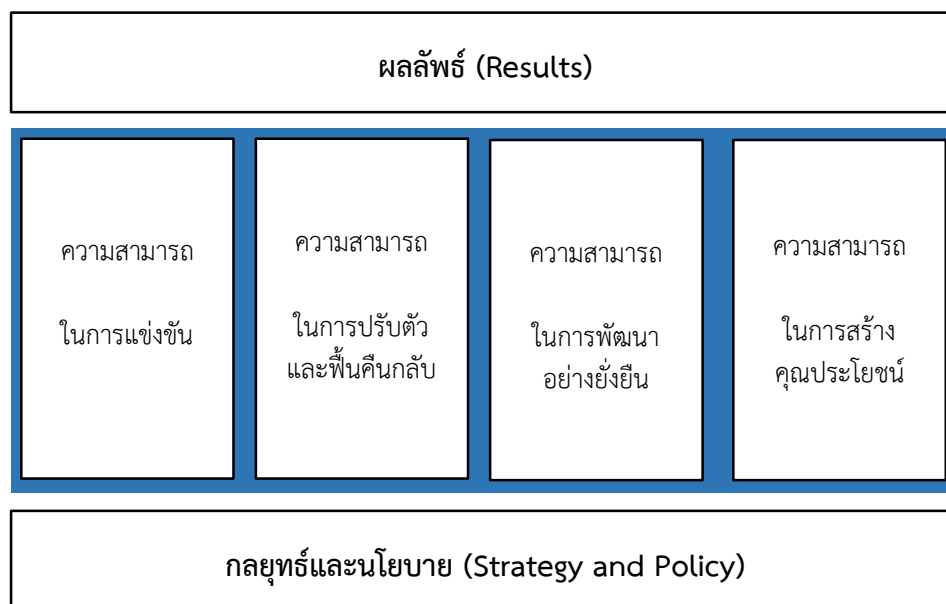 ผลลัพธ์ (Results)
ความสามารถ
ในการแข่งขัน
ความสามารถ
ในการปรับตัว
และฟื้นคืนกลับ
ความสามารถ
ในการพัฒนา
อย่างยั่งยืน
ความสามารถ
ในการสร้าง
คุณประโยชน์
กลยุทธ์และนโยบาย (Strategy and Policy)